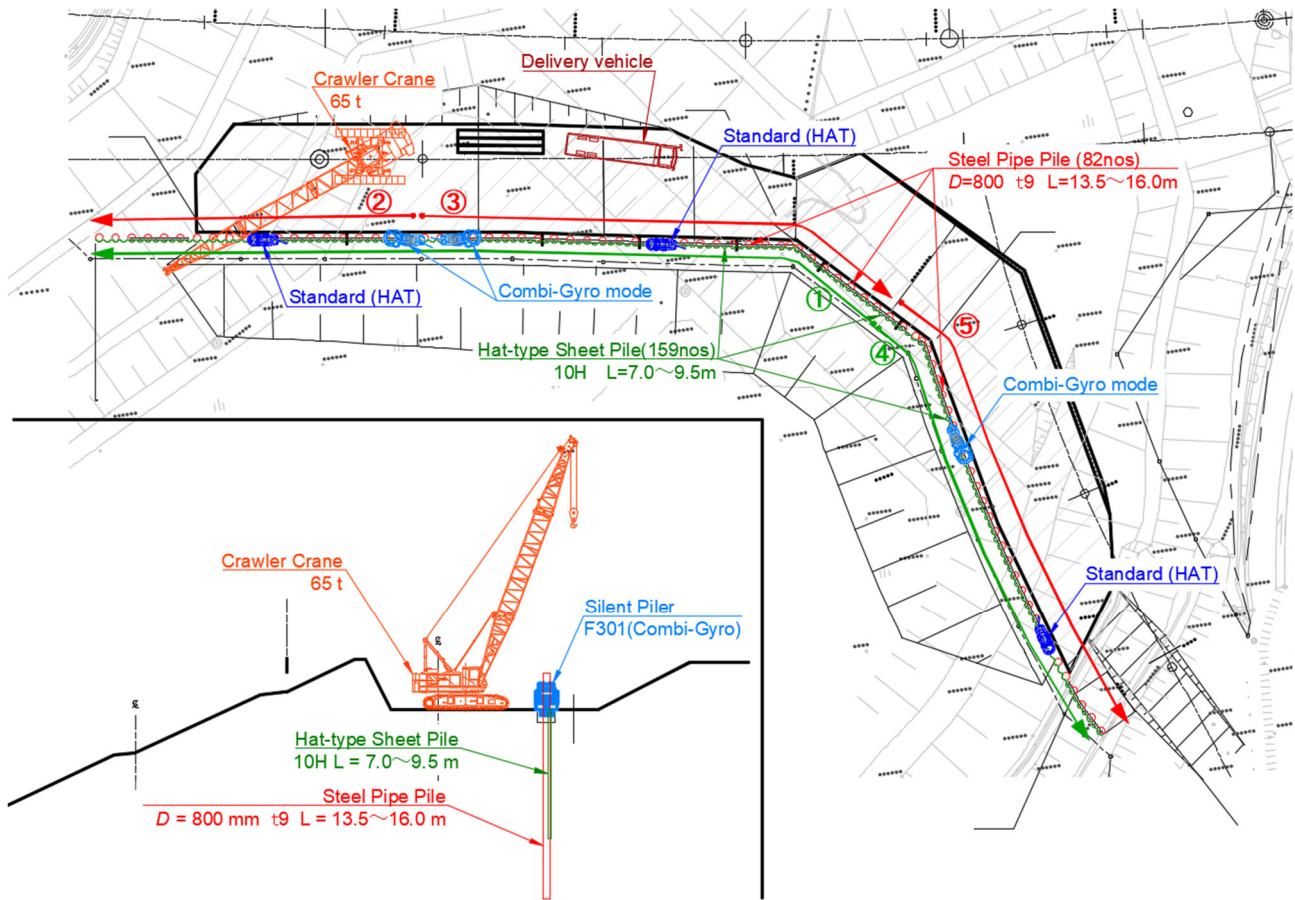 Delivery vehicle
Crawler Crane
65 t
Standard (HAT)
Steel Pipe Pile (82nos)
D=800 t9 L=13.5~16.0m
② ③
Standard (HAT)
Combi-Gyro mode
①
⑤
Hat-type Sheet Pile(159nos)
10H L=7.0~9.5m
④
Combi-Gyro mode
Standard (HAT)
Crawler Crane
65 t
Silent Piler
F301(Combi-Gyro)
Hat-type Sheet Pile
10H L = 7.0~9.5 m
Steel Pipe Pile
D = 800 mm t9 L = 13.5~16.0 m